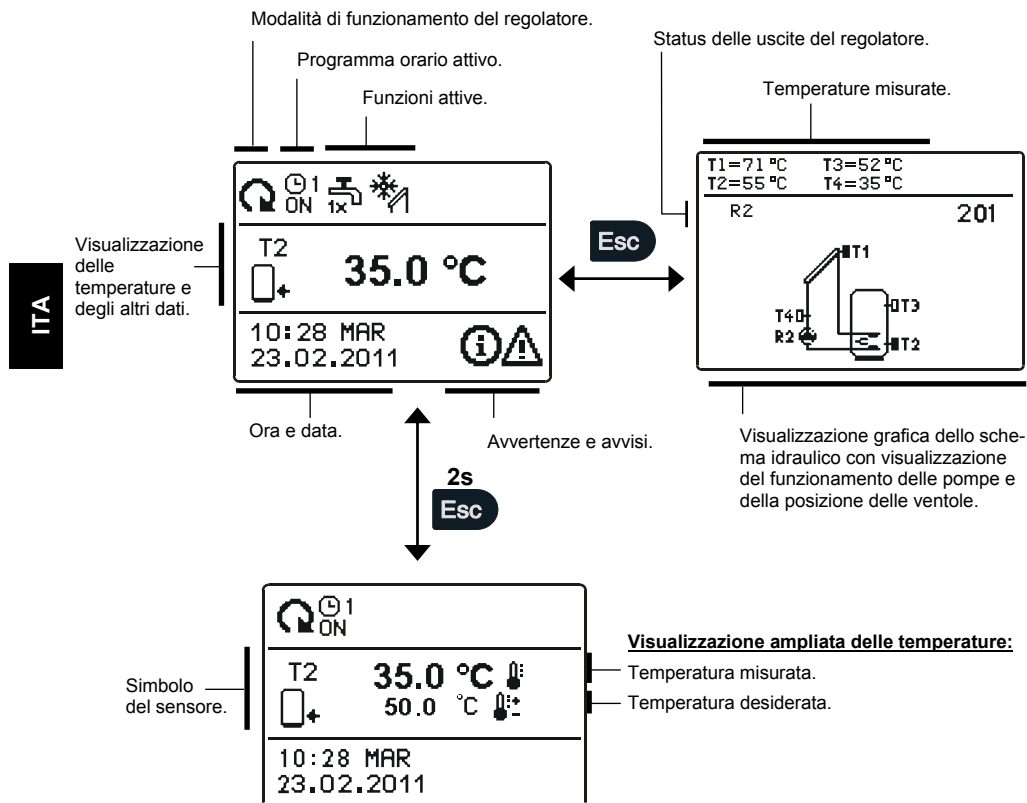 Modalità di funzionamento del regolatore.
Programma orario attivo.
Funzioni attive.
1
ON
1x
T2
35.0 °C
10:28 MAR
23.02.2011
Visualizzazione
delle
temperature e
degli altri dati.
ITA
Ora e data.
Avvertenze e avvisi.
Esc
Status delle uscite del regolatore.
Temperature misurate.
T1=71 °C T3=52 °C
T2=55 °C T4=35 °C
R2 201
T1
T3
T4
R2
T2
Visualizzazione grafica dello sche-
ma idraulico con visualizzazione
del funzionamento delle pompe e
della posizione delle ventole.
2s
Esc
1
ON
T2
35.0 °C
50.0 °C
10:28 MAR
23.02.2011
Simbolo
del sensore.
Visualizzazione ampliata delle temperature:
Temperatura misurata.
Temperatura desiderata.